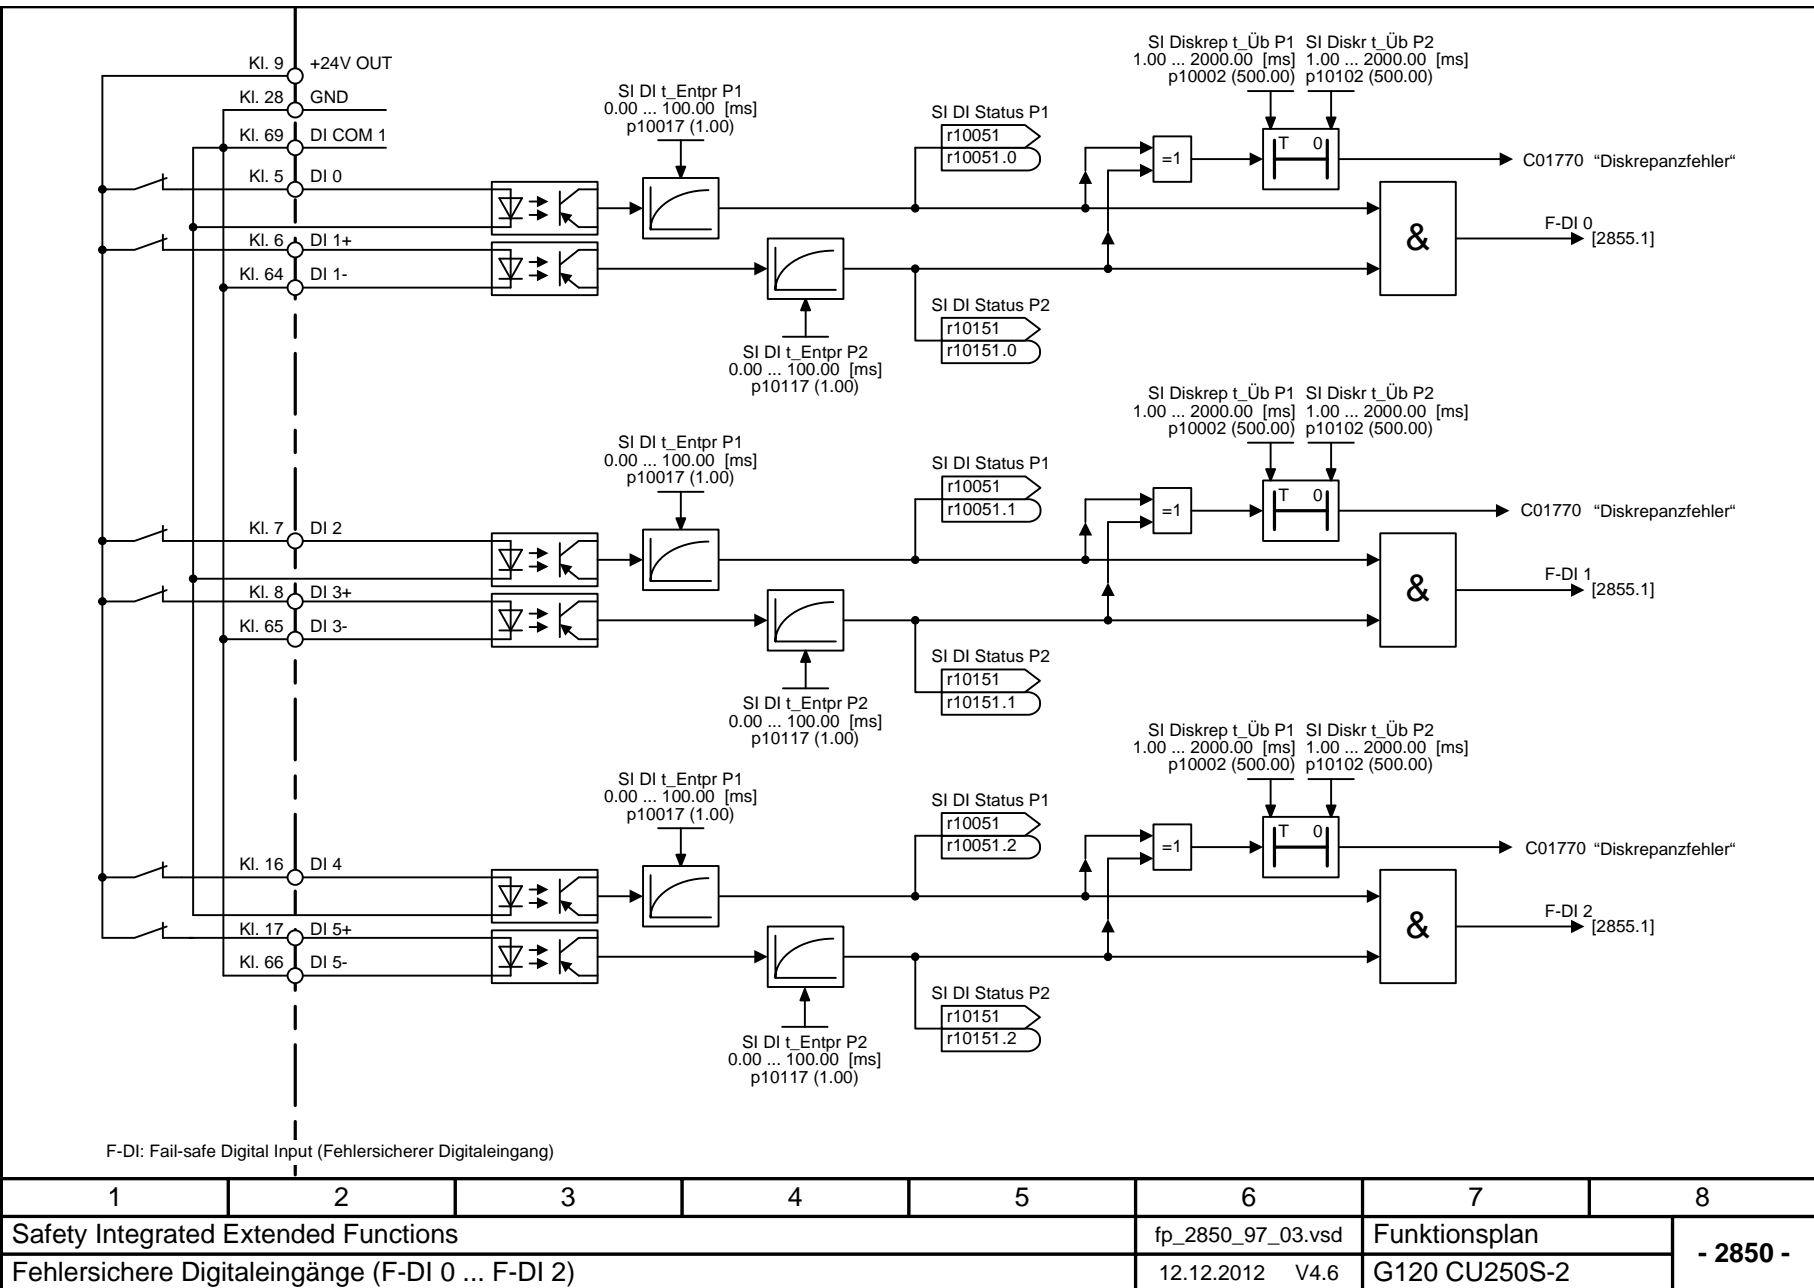 Kl. 9 +24V OUT
Kl. 28 GND
Kl. 69 DI COM 1
Kl. 5 DI 0
Kl. 6 DI 1+
Kl. 64 DI 1-
SI DI t_Entpr P1
0.00 ... 100.00 [ms]
p10017 (1.00)
SI DI t_Entpr P2
0.00 ... 100.00 [ms]
p10117 (1.00)
SI DI Status P1
r10051
r10051.0
SI DI Status P2
r10151
r10151.0
SI Diskrep t_Üb P1 SI Diskr t_Üb P2
1.00 ... 2000.00 [ms] 1.00 ... 2000.00 [ms]
p10002 (500.00) p10102 (500.00)
=1
T 0
C01770 “Diskrepanzfehler“
&
F-DI 0
[2855.1]
Kl. 7 DI 2
Kl. 8 DI 3+
Kl. 65 DI 3-
SI DI t_Entpr P1
0.00 ... 100.00 [ms]
p10017 (1.00)
SI DI t_Entpr P2
0.00 ... 100.00 [ms]
p10117 (1.00)
SI DI Status P1
r10051
r10051.1
SI DI Status P2
r10151
r10151.1
SI Diskrep t_Üb P1 SI Diskr t_Üb P2
1.00 ... 2000.00 [ms] 1.00 ... 2000.00 [ms]
p10002 (500.00) p10102 (500.00)
=1
T 0
C01770 “Diskrepanzfehler“
&
F-DI 1
[2855.1]
Kl. 16 DI 4
Kl. 17 DI 5+
Kl. 66 DI 5-
SI DI t_Entpr P1
0.00 ... 100.00 [ms]
p10017 (1.00)
SI DI t_Entpr P2
0.00 ... 100.00 [ms]
p10117 (1.00)
SI DI Status P1
r10051
r10051.2
SI DI Status P2
r10151
r10151.2
SI Diskrep t_Üb P1 SI Diskr t_Üb P2
1.00 ... 2000.00 [ms] 1.00 ... 2000.00 [ms]
p10002 (500.00) p10102 (500.00)
=1
T 0
C01770 “Diskrepanzfehler“
&
F-DI 2
[2855.1]
F-DI: Fail-safe Digital Input (Fehlersicherer Digitaleingang)
1 2 3 4 5 6 7 8
Safety Integrated Extended Functions fp_2850_97_03.vsd Funktionsplan - 2850 -
Fehlersichere Digitaleingänge (F-DI 0 ... F-DI 2) 12.12.2012 V4.6 G120 CU250S-2